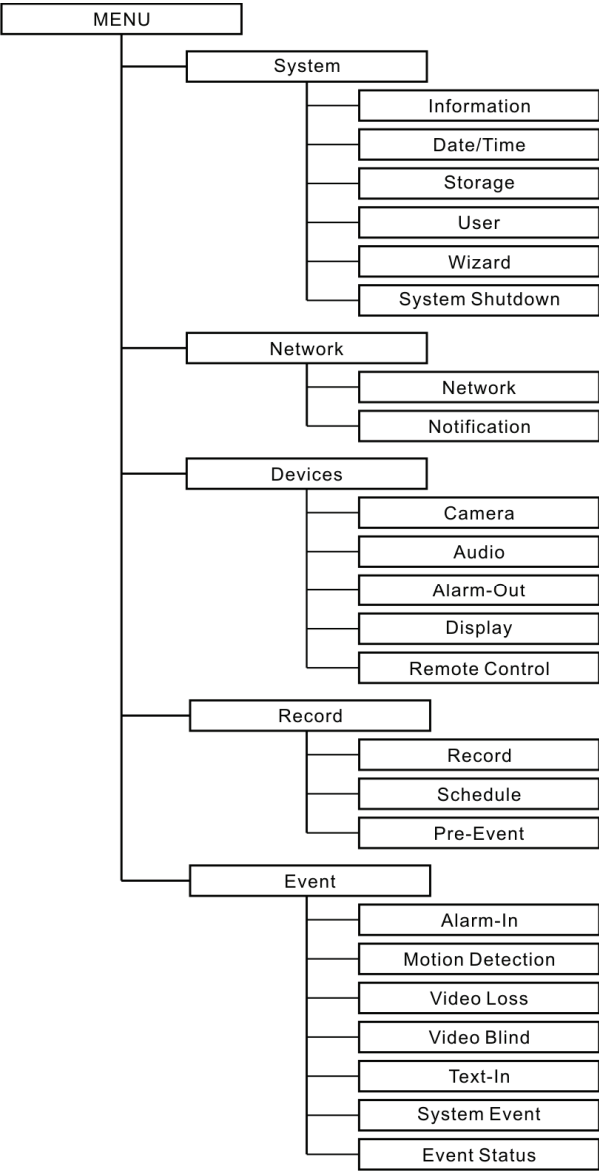 MENU
System
Information
Date/Time
Storage
User
Wizard
System Shutdown
Network
Network
Notification
Devices
Camera
Audio
Alarm-Out
Display
Remote Control
Record
Record
Schedule
Pre-Event
Event
Alarm-In
Motion Detection
Video Loss
Video Blind
Text-In
System Event
Event Status